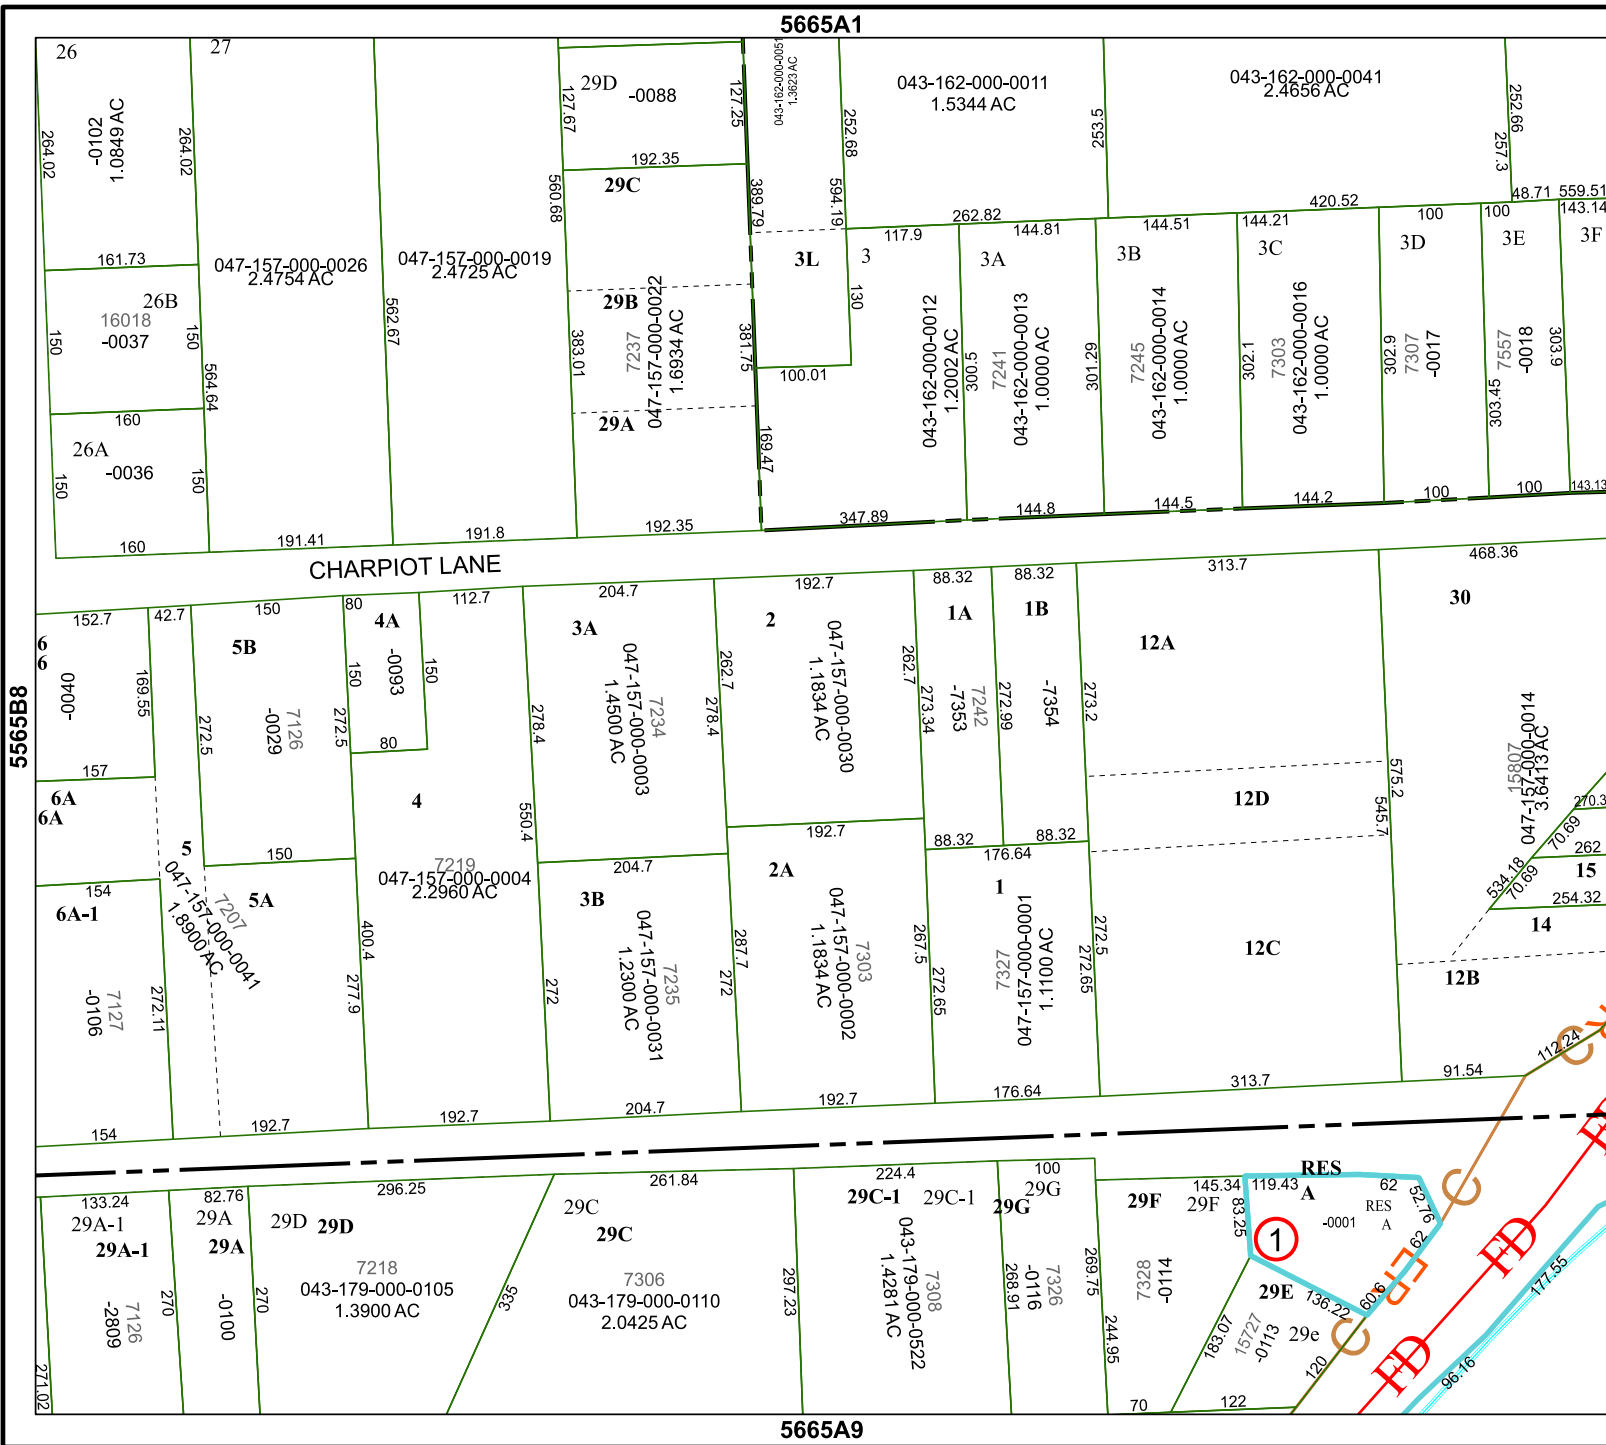 5665A1
26
27
1.0849 AC
-0102
264.02
264.02
29D
-0088
127.67
127.25
192.35
29C
560.68
043-162-000-0051
1.3623 AC
252.68
389.79
594.19
043-162-000-0011
1.5344 AC
253.5
043-162-000-0041
2.4656 AC
252.66
257.3
262.82
420.52
48.71
559.51
161.73
26B
16018
-0037
150
150
160
26A
-0036
150
150
564.64
160
047-157-000-0026
2.4754 AC
562.67
191.41
047-157-000-0019
2.4725 AC
191.8
383.01
29B
7237
047-157-000-0022
1.6934 AC
381.75
29A
192.35
3L
130
100.01
169.47
117.9
3
043-162-000-0012
1.2002 AC
300.5
347.89
144.81
3A
7241
043-162-000-0013
1.0000 AC
301.29
144.8
144.51
3B
7245
043-162-000-0014
1.0000 AC
302.1
144.5
144.21
3C
7303
043-162-000-0016
1.0000 AC
302.9
144.2
100
3D
7307
-0017
303.45
100
100
3E
7557
-0018
303.9
100
143.14
3F
143.13
CHARPIOT LANE
5565B8
152.7
6
6
-0040
169.55
157
6A
6A
154
6A-1
7127
-0106
272.11
154
42.7
5
7207
047-157-000-0041
1.8900 AC
150
5B
7126
-0029
272.5
272.5
150
5A
192.7
80
4A
-0093
150
150
80
112.7
4
7219
047-157-000-0004
2.2960 AC
400.4
277.9
192.7
278.4
550.4
204.7
3A
7234
047-157-000-0003
1.4500 AC
278.4
262.7
204.7
3B
7235
047-157-000-0031
1.2300 AC
272
272
287.7
204.7
192.7
2
047-157-000-0030
1.1834 AC
262.7
192.7
2A
7303
047-157-000-0002
1.1834 AC
267.5
192.7
88.32
1A
7242
-7353
273.34
272.99
88.32
88.32
1B
-7354
273.2
88.32
176.64
1
7327
047-157-000-0001
1.1100 AC
272.65
272.5
272.65
176.64
313.7
12A
12D
12C
575.2
545.7
313.7
468.36
30
15807
047-157-000-0014
3.6413 AC
270.3
70.69
262
15
534.18
70.69
254.32
14
12B
91.54
112.24
C
R
133.24
29A-1
29A-1
7126
-2809
270
271.02
82.76
29A
29A
-0100
270
296.25
29D
29D
7218
043-179-000-0105
1.3900 AC
335
261.84
29C
29C
7306
043-179-000-0110
2.0425 AC
297.23
224.4
29C-1
29C-1
7308
043-179-000-0522
1.4281 AC
100
29G
29G
7326
-0116
268.91
269.75
244.95
145.34
29F
29F
7328
-0114
83.25
183.07
70
RES
A
119.43
62
52.76
RES
A
-0001
62
60.6
136.22
1
29E
29e
15727
-0113
120
122
C
C
FD
FD
FD
177.55
96.16
5665A9